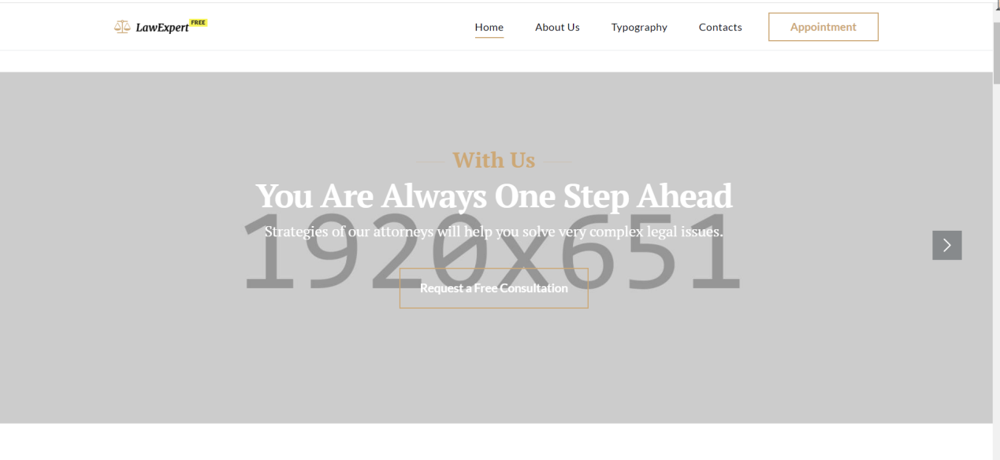 LawExpert FREE
Home About Us Typography Contacts Appointment
With Us
You Are Always One Step Ahead
Strategies of our attorneys will help you solve very complex legal issues.
1920x651
Request a Free Consultation